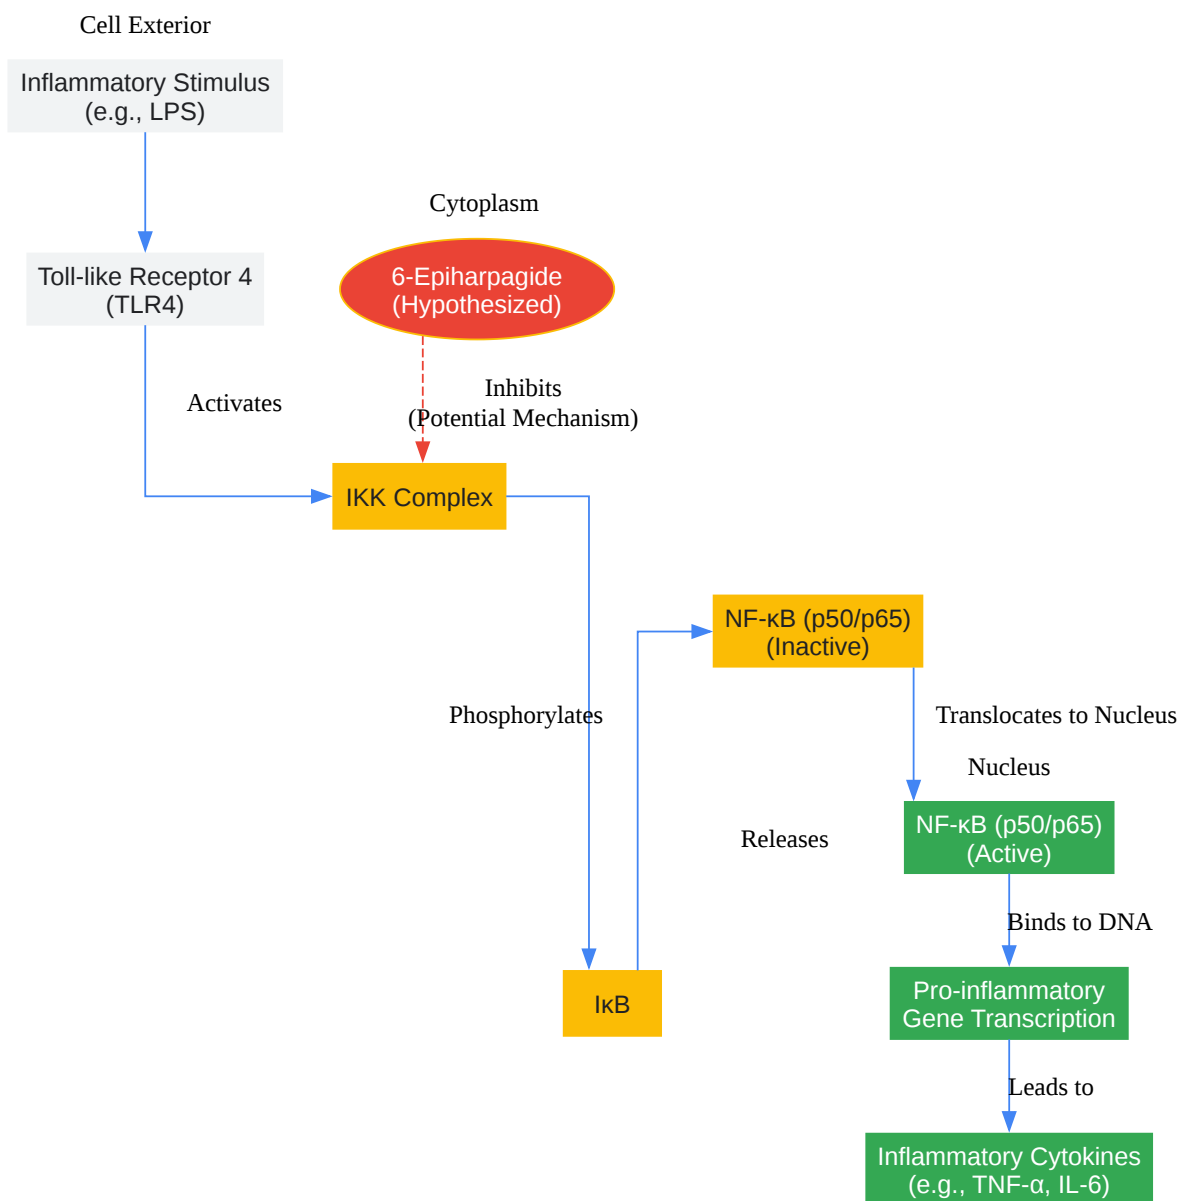 Cell Exterior
Inflammatory Stimulus
(e.g., LPS)
Cytoplasm
Toll-like Receptor 4
(TLR4)
6-Epiharpagide
(Hypothesized)
Activates
Inhibits
(Potential Mechanism)
IKK Complex
NF-κB (p50/p65)
(Inactive)
Phosphorylates
Translocates to Nucleus
Nucleus
Releases
NF-κB (p50/p65)
(Active)
Binds to DNA
IκB
Pro-inflammatory
Gene Transcription
Leads to
Inflammatory Cytokines
(e.g., TNF-α, IL-6)